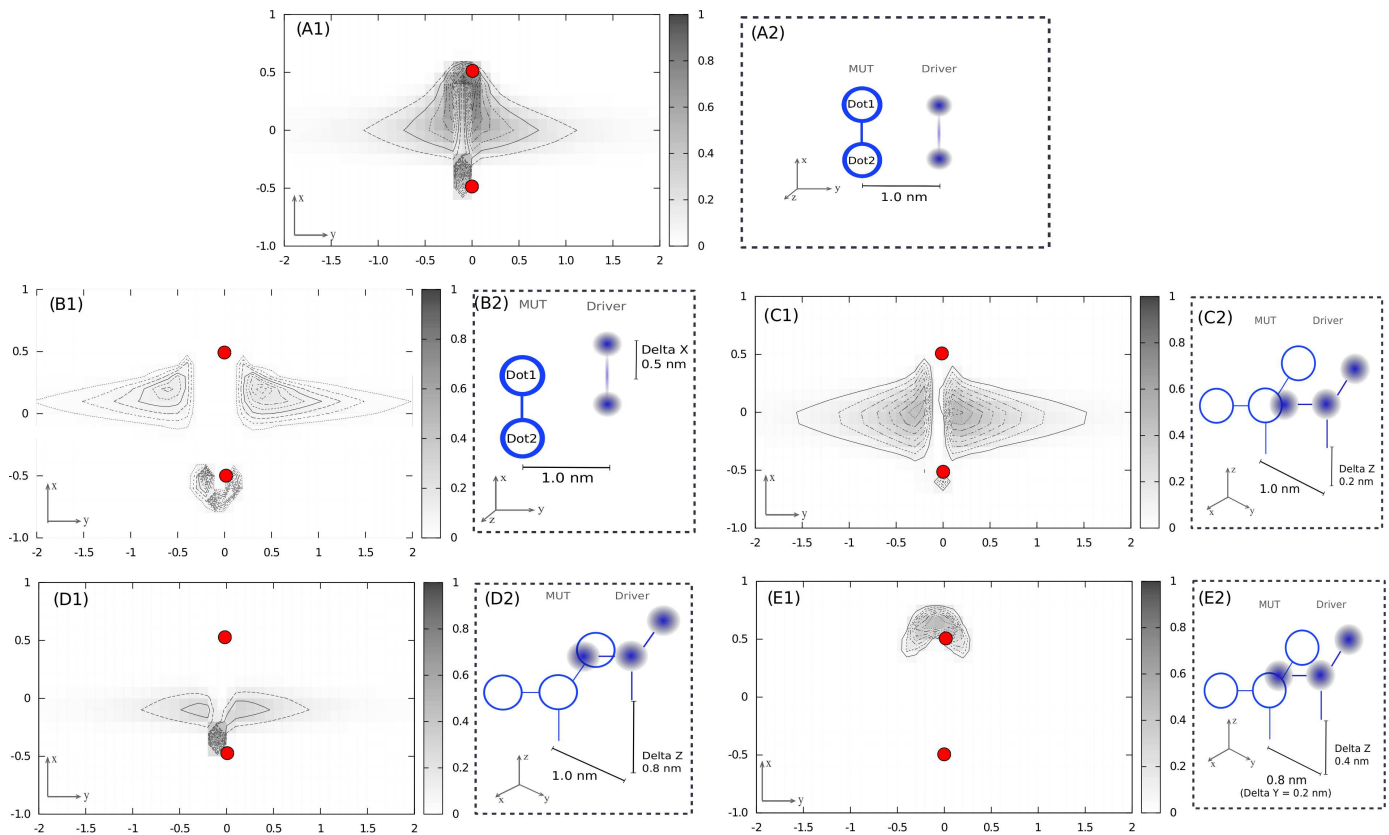 (A1)
1
0.5
0
-0.5
-1.0
-2 -1.5 -1.0 -0.5 0 0.5 1 1.5 2
x
y
1
0.8
0.6
0.4
0.2
0
(A2)
MUT Driver
Dot1
Dot2
x
y
z
1.0 nm
(B1)
1
0.5
0
-0.5
-1.0
-2 -1.5 -1 -0.5 0 0.5 1 1.5 2
x
y
1
0.8
0.6
0.4
0.2
0
(B2) MUT Driver
Delta X
0.5 nm
Dot1
Dot2
1.0 nm
x
y
z
(C1)
1
0.5
0
-0.5
-1.0
-2 -1.5 -1.0 -0.5 0 0.5 1 1.5 2
x
y
1
0.8
0.6
0.4
0.2
0
(C2)
MUT Driver
Delta Z
0.2 nm
1.0 nm
z
x
y
(D1)
1
0.5
0
-0.5
-1.0
-2 -1.5 -1 -0.5 0 0.5 1 1.5 2
x
y
1
0.8
0.6
0.4
0.2
0
(D2)
MUT Driver
Delta Z
0.8 nm
1.0 nm
z
x
y
(E1)
1
0.5
0
-0.5
-1.0
-2 -1.5 -1 -0.5 0 0.5 1 1.5 2
x
y
1
0.8
0.6
0.4
0.2
0
(E2)
MUT Driver
Delta Z
0.4 nm
0.8 nm
(Delta Y = 0.2 nm)
z
x
y